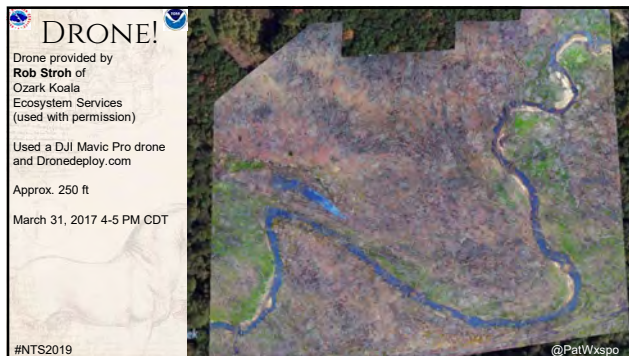 DRONE!
Drone provided by
Rob Stroh of
Ozark Koala
Ecosystem Services
(used with permission)
Used a DJI Mavic Pro drone
and Dronedeploy.com
Approx. 250 ft
March 31, 2017 4-5 PM CDT
#NTS2019
@PatWxspo